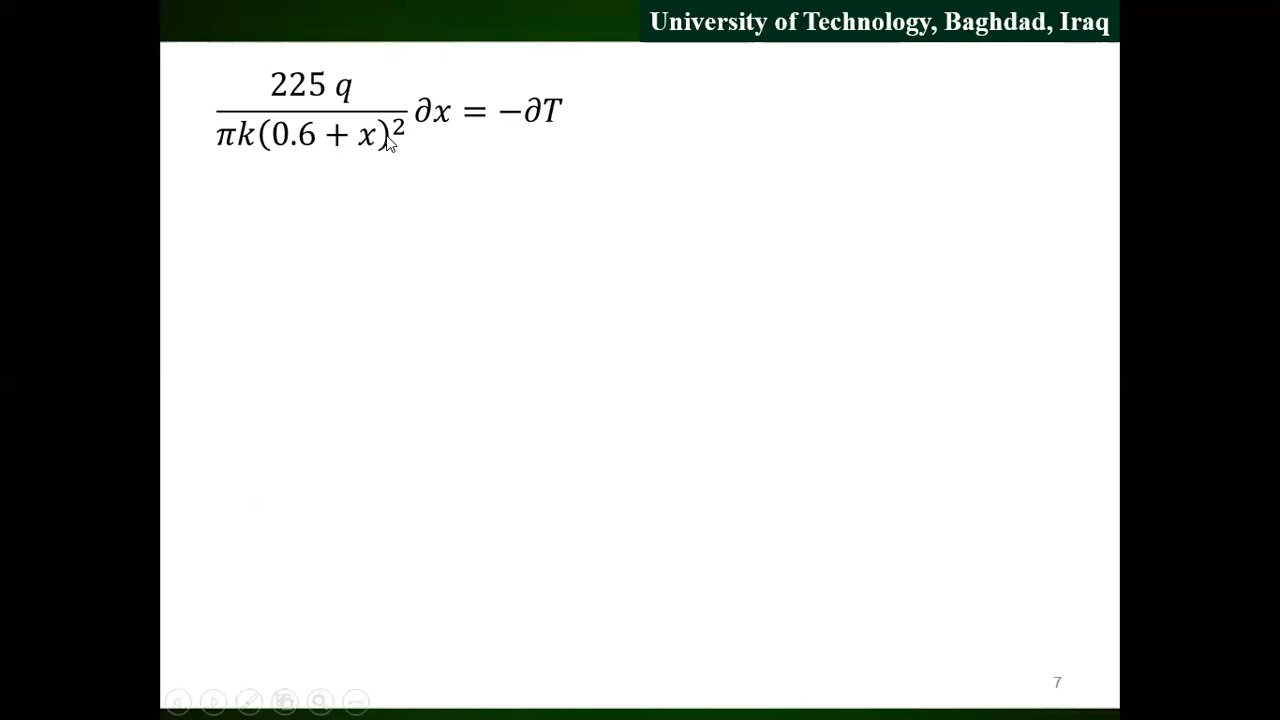 University of Technology, Baghdad, Iraq
225 q
πk(0.6 + x)² ∂x = −∂T
7